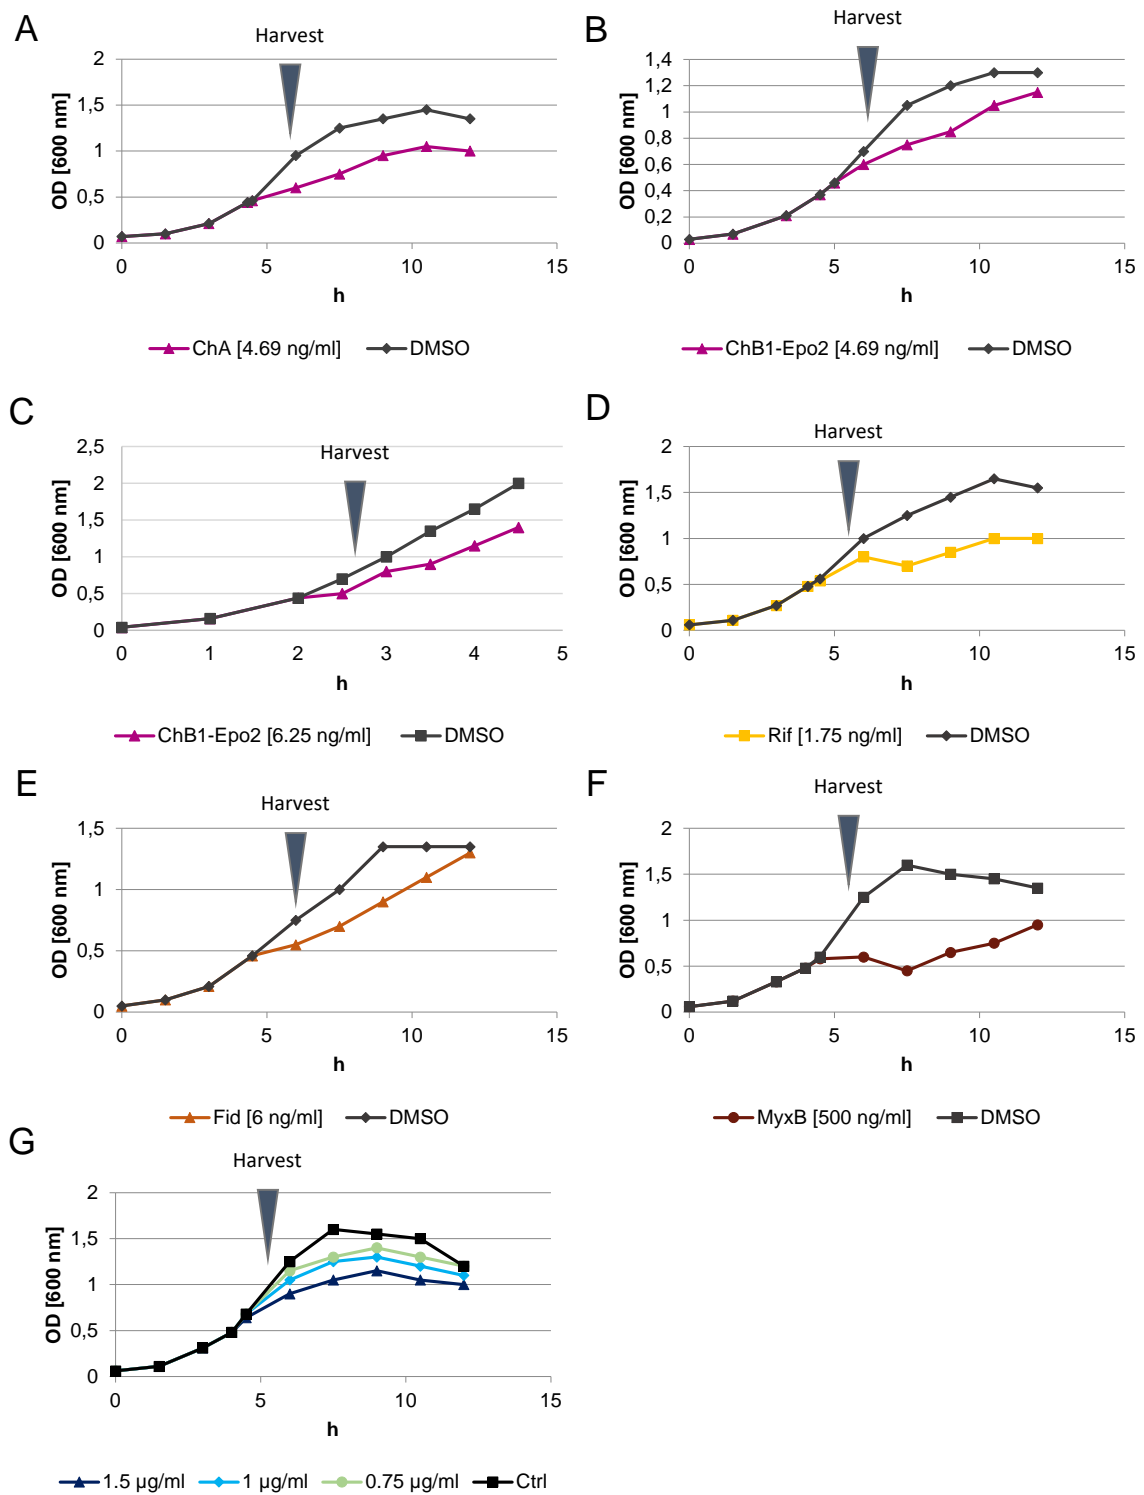 A
Harvest
OD [600 nm]
2
1,5
1
0,5
0
0 5 10 15
h
ChA [4.69 ng/ml] DMSO
B
Harvest
OD [600 nm]
1,4
1,2
1
0,8
0,6
0,4
0,2
0
0 5 10 15
h
ChB1-Epo2 [4.69 ng/ml] DMSO
C
Harvest
OD [600 nm]
2,5
2
1,5
1
0,5
0
0 1 2 3 4 5
h
ChB1-Epo2 [6.25 ng/ml] DMSO
D
Harvest
OD [600 nm]
2
1,5
1
0,5
0
0 5 10 15
h
Rif [1.75 ng/ml] DMSO
E
Harvest
OD [600 nm]
1,5
1
0,5
0
0 5 10 15
h
Fid [6 ng/ml] DMSO
F
Harvest
OD [600 nm]
2
1,5
1
0,5
0
0 5 10 15
h
MyxB [500 ng/ml] DMSO
G
Harvest
OD [600 nm]
2
1,5
1
0,5
0
0 5 10 15
h
1.5 µg/ml 1 µg/ml 0.75 µg/ml Ctrl